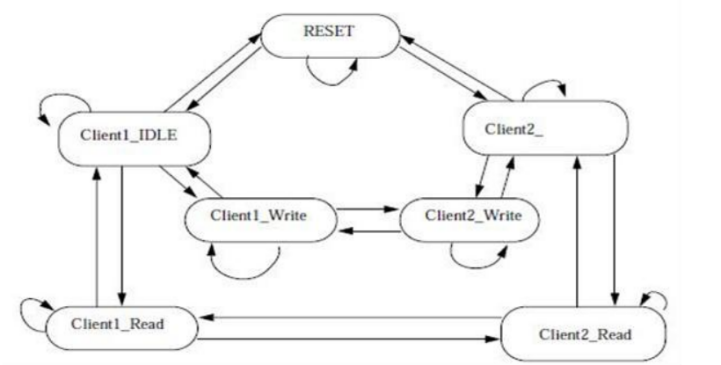 RESET
Client1_IDLE
Client2_
Client1_Write
Client2_Write
Client1_Read
Client2_Read